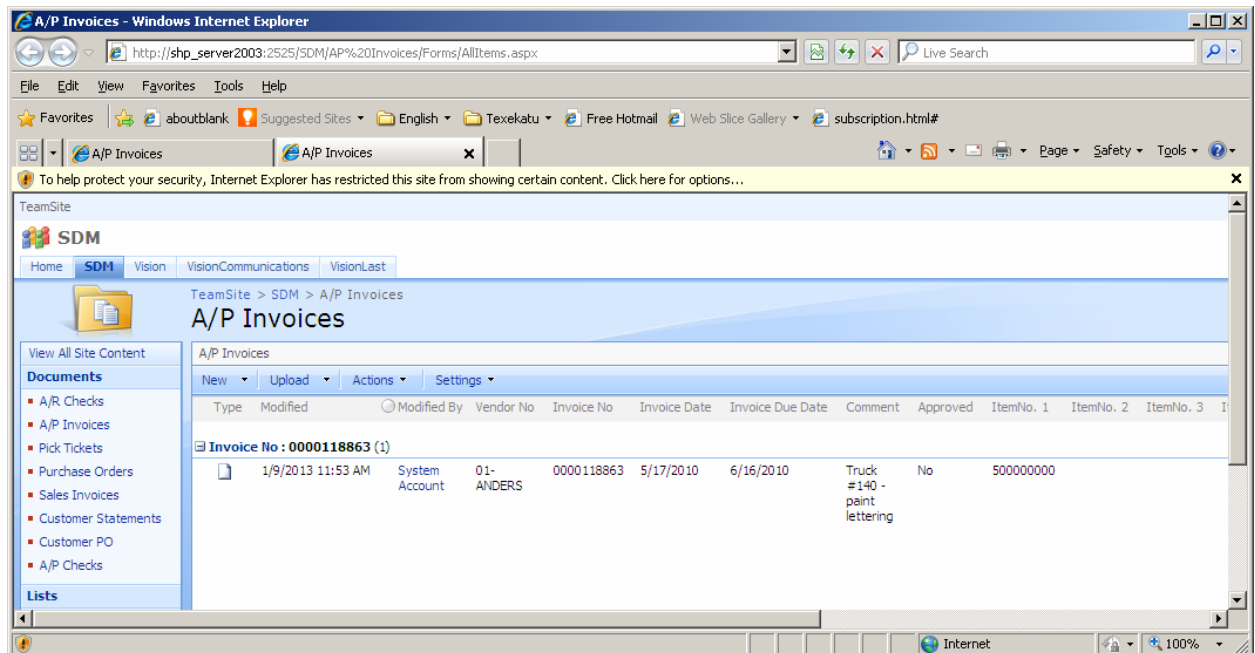 A/P Invoices - Windows Internet Explorer
http://shp_server2003:2525/SDM/AP%20Invoices/Forms/AllItems.aspx
Live Search
File Edit View Favorites Tools Help
Favorites aboutblank Suggested Sites English Texekatu Free Hotmail Web Slice Gallery subscription.html#
A/P Invoices A/P Invoices Page Safety Tools
To help protect your security, Internet Explorer has restricted this site from showing certain content. Click here for options...
TeamSite
SDM
Home SDM Vision VisionCommunications VisionLast
TeamSite > SDM > A/P Invoices
A/P Invoices
View All Site Content
Documents
A/R Checks
A/P Invoices
Pick Tickets
Purchase Orders
Sales Invoices
Customer Statements
Customer PO
A/P Checks
Lists
A/P Invoices
New Upload Actions Settings
Type Modified Modified By Vendor No Invoice No Invoice Date Invoice Due Date Comment Approved ItemNo. 1 ItemNo. 2 ItemNo. 3
Invoice No : 0000118863 (1)
1/9/2013 11:53 AM System 01- 0000118863 5/17/2010 6/16/2010 Truck No 500000000
Account ANDERS #140 -
paint
lettering
Internet 100%